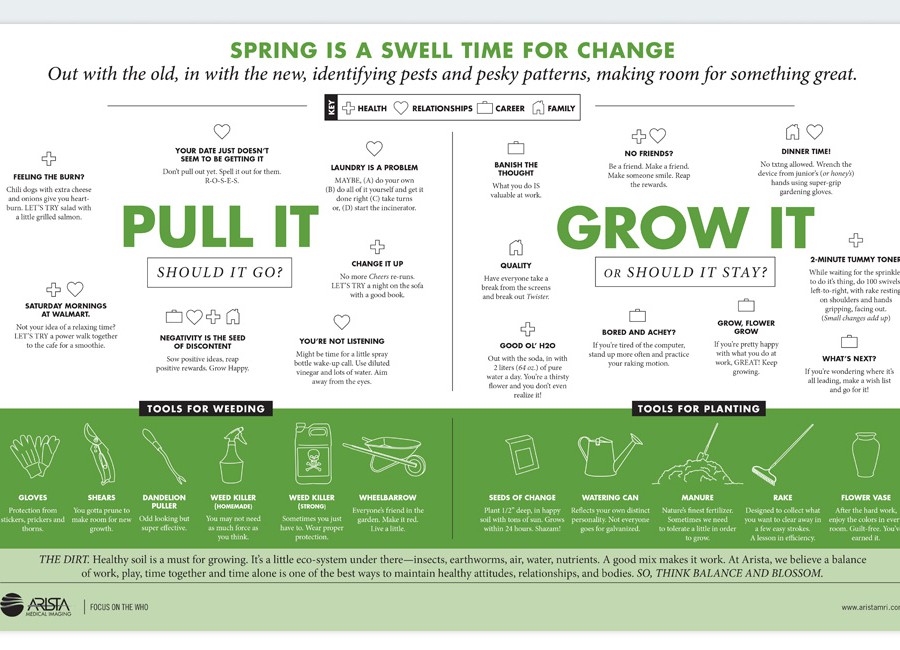 SPRING IS A SWELL TIME FOR CHANGE
Out with the old, in with the new, identifying pests and pesky patterns, making room for something great.
KEY
HEALTH
RELATIONSHIPS
CAREER
FAMILY
FEELING THE BURN?
Chili dogs with extra cheese
and onions give you heart-
burn. LET'S TRY salad with
a little grilled salmon.
YOUR DATE JUST DOESN'T
SEEM TO BE GETTING IT
Don't pull out yet. Spell it out for them.
R-O-S-E-S.
LAUNDRY IS A PROBLEM
MAYBE, (A) do your own
(B) do all of it yourself and get it
done right (C) take turns
or, (D) start the incinerator.
PULL IT
SHOULD IT GO?
CHANGE IT UP
No more Cheers re-runs.
LET'S TRY a night on the sofa
with a good book.
SATURDAY MORNINGS
AT WALMART.
Not your idea of a relaxing time?
LET'S TRY a power walk together
to the cafe for a smoothie.
NEGATIVITY IS THE SEED
OF DISCONTENT
Sow positive ideas, reap
positive rewards. Grow Happy.
YOU'RE NOT LISTENING
Might be time for a little spray
bottle wake-up call. Use diluted
vinegar and lots of water. Aim
away from the eyes.
BANISH THE
THOUGHT
What you do IS
valuable at work.
NO FRIENDS?
Be a friend. Make a friend.
Make someone smile. Reap
the rewards.
DINNER TIME!
No txting allowed. Wrench the
device from junior's (or honey's)
hands using super-grip
gardening gloves.
GROW IT
OR SHOULD IT STAY?
QUALITY
Have everyone take a
break from the screens
and break out Twister.
2-MINUTE TUMMY TONER
While waiting for the sprinkler
to do it's thing, do 100 swivels
left-to-right, with rake resting
on shoulders and hands
gripping, facing out.
(Small changes add up)
GOOD OL' H2O
Out with the soda, in with
2 liters (64 oz.) of pure
water a day. You're a thirsty
flower and you don't even
realize it!
BORED AND ACHEY?
If you're tired of the computer,
stand up more often and practice
your raking motion.
GROW, FLOWER
GROW
If you're pretty happy
with what you do at
work, GREAT! Keep
growing.
WHAT'S NEXT?
If you're wondering where it's
all leading, make a wish list
and go for it!
TOOLS FOR WEEDING
GLOVES
Protection from
stickers, prickers and
thorns.
SHEARS
You gotta prune to
make room for new
growth.
DANDELION
PULLER
Odd looking but
super effective.
WEED KILLER
(HOMEMADE)
You may not need
as much force as
you think.
WEED KILLER
(STRONG)
Sometimes you just
have to. Wear proper
protection.
WHEELBARROW
Everyone's friend in the
garden. Make it red.
Live a little.
TOOLS FOR PLANTING
SEEDS OF CHANGE
Plant 1/2" deep, in happy
soil with tons of sun. Grows
within 24 hours. Shazam!
WATERING CAN
Reflects your own distinct
personality. Not everyone
goes for galvanized.
MANURE
Nature's finest fertilizer.
Sometimes we need
to tolerate a little in order
to grow.
RAKE
Designed to collect what
you want to clear away in
a few easy strokes.
A lesson in efficiency.
FLOWER VASE
After the hard work,
enjoy the colors in every
room. Guilt-free. You've
earned it.
THE DIRT. Healthy soil is a must for growing. It's a little eco-system under there—insects, earthworms, air, water, nutrients. A good mix makes it work. At Arista, we believe a balance
of work, play, time together and time alone is one of the best ways to maintain healthy attitudes, relationships, and bodies. SO, THINK BALANCE AND BLOSSOM.
ARISTA
MEDICAL IMAGING
FOCUS ON THE WHO
www.aristamri.co